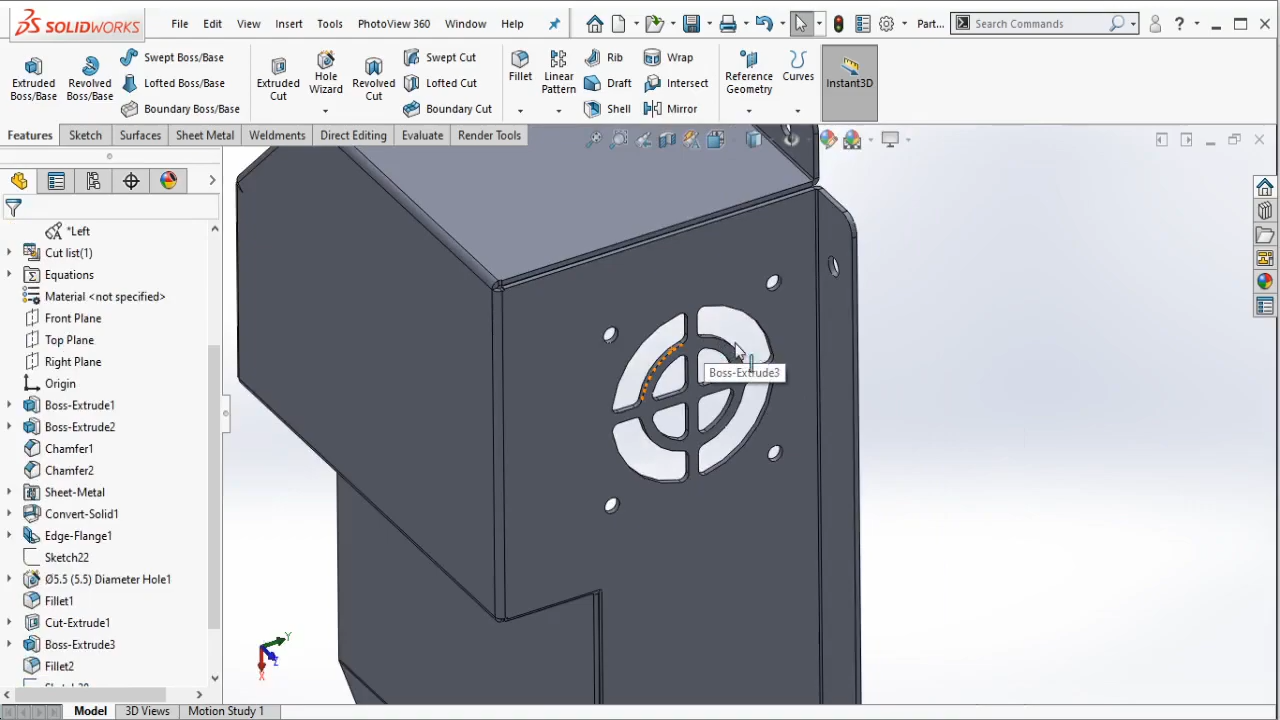 SOLIDWORKS File Edit View Insert Tools PhotoView 360 Window Help Part... Search Commands
Extruded Boss/Base
Revolved Boss/Base
Swept Boss/Base
Lofted Boss/Base
Boundary Boss/Base
Extruded Cut
Hole Wizard
Revolved Cut
Swept Cut
Lofted Cut
Boundary Cut
Fillet
Linear Pattern
Rib
Draft
Shell
Wrap
Intersect
Mirror
Reference Geometry
Curves
Instant3D
Features Sketch Surfaces Sheet Metal Weldments Direct Editing Evaluate Render Tools
*Left
Cut list(1)
Equations
Material <not specified>
Front Plane
Top Plane
Right Plane
Origin
Boss-Extrude1
Boss-Extrude2
Chamfer1
Chamfer2
Sheet-Metal
Convert-Solid1
Edge-Flange1
Sketch22
Ø5.5 (5.5) Diameter Hole1
Fillet1
Cut-Extrude1
Boss-Extrude3
Fillet2
Boss-Extrude3
Y
Z
X
Model 3D Views Motion Study 1